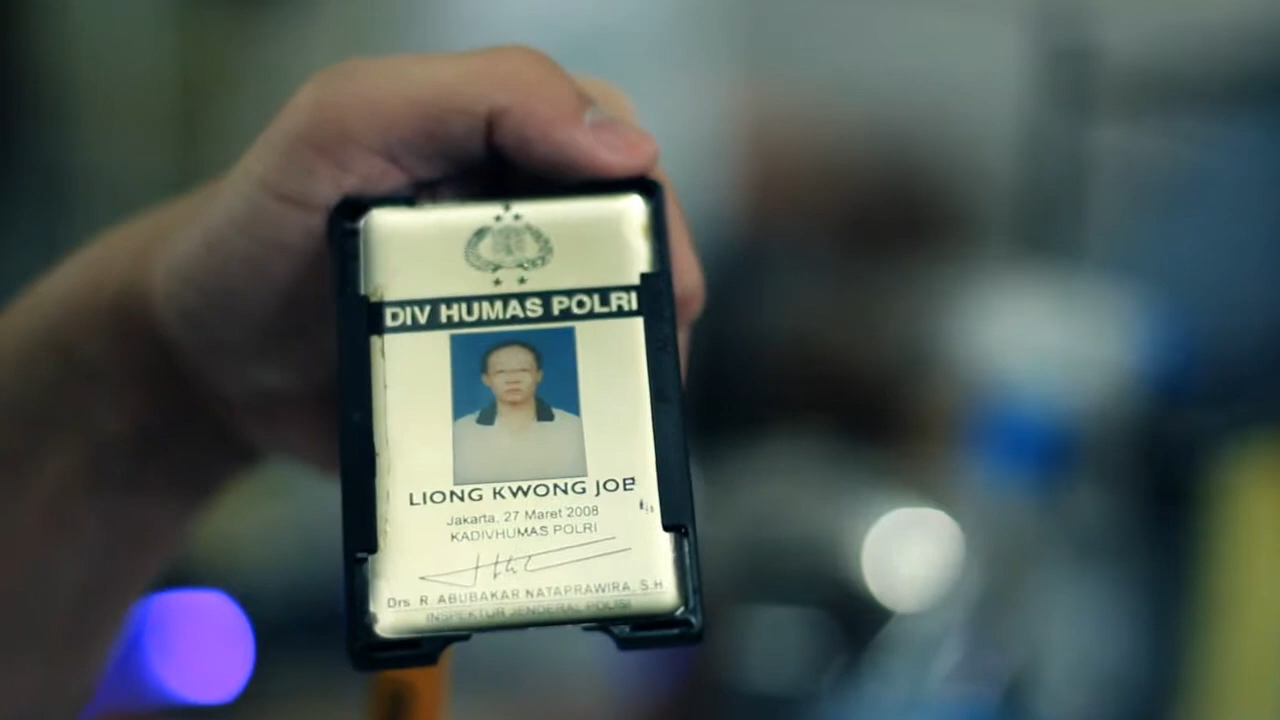 DIV HUMAS POLRI
LIONG KWONG JOE
Jakarta, 27 Maret 2008
KADIVHUMAS POLRI
Drs R. ABUBAKAR NATAPRAWIRA, S.H
INSPEKTUR JENDERAL POLISI